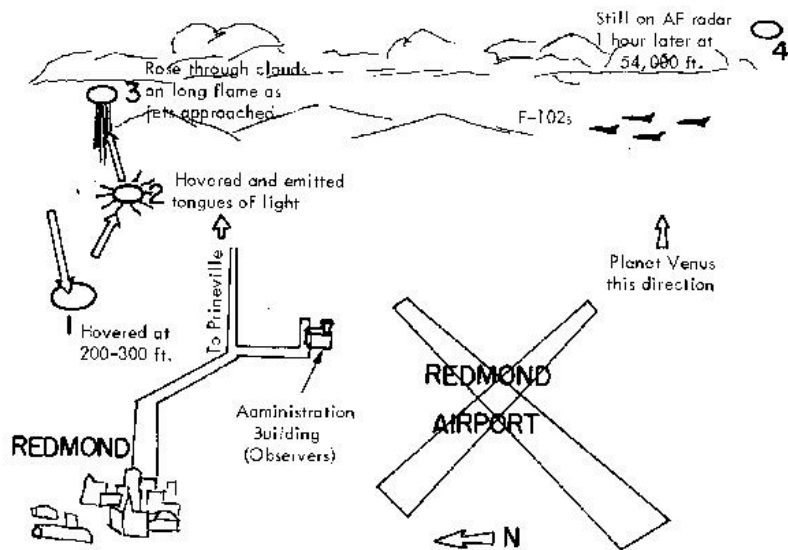 Still on AF radar
1 hour later at
54,000 ft.
4
Rose through clouds
on long flame as
jets approached
3
F-102s
2
Hovered and emitted
tongues of light
To Prineville
Planet Venus
this direction
1
Hovered at
200-300 ft.
REDMOND
AIRPORT
Administration
Building
(Observers)
REDMOND
N